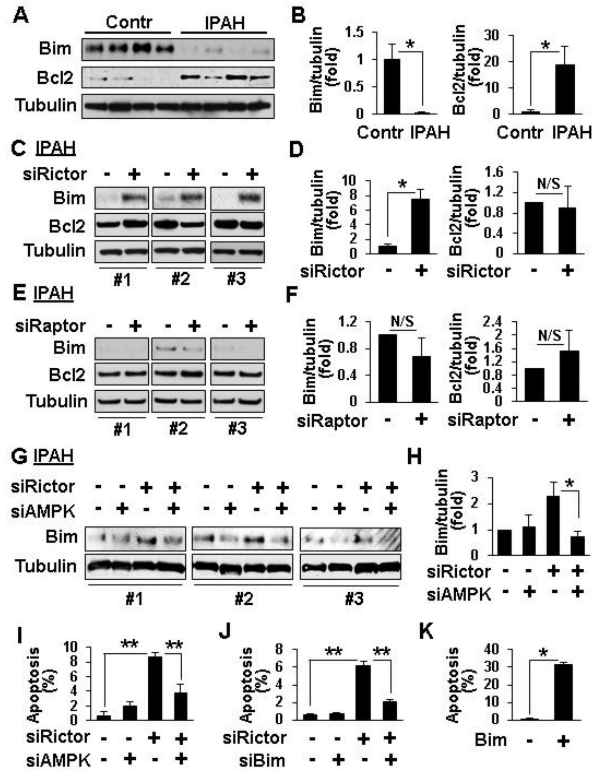 A Contr IPAH
Bim
Bcl2
Tubulin
B
Bim/tubulin (fold)
1.5
1
0.5
0
*
Contr IPAH
Bcl2/tubulin (fold)
30
20
10
0
*
Contr IPAH
C IPAH
siRictor - + - + - +
Bim
Bcl2
Tubulin
#1 #2 #3
D
Bim/tubulin (fold)
10
8
6
4
2
0
*
- +
siRictor
Bcl2/tubulin (fold)
1.6
1.2
0.8
0.4
0
N/S
- +
siRictor
E IPAH
siRaptor - + - + - +
Bim
Bcl2
Tubulin
#1 #2 #3
F
Bim/tubulin (fold)
1.2
0.8
0.4
0
N/S
siRaptor - +
Bcl2/tubulin (fold)
2.4
2
1.6
1.2
0.8
0.4
0
N/S
siRaptor - +
G IPAH
siRictor - - + + - - + + - - + +
siAMPK - + - + - + - + - + - +
Bim
Tubulin
#1 #2 #3
H
Bim/tubulin (fold)
3
2
1
0
*
siRictor - - + +
siAMPK - + - +
I
Apoptosis (%)
10
8
6
4
2
0
** **
siRictor - - + +
siAMPK - + - +
J
Apoptosis (%)
8
6
4
2
0
** **
siRictor - - + +
siBim - + - +
K
Apoptosis (%)
40
30
20
10
0
*
Bim - +